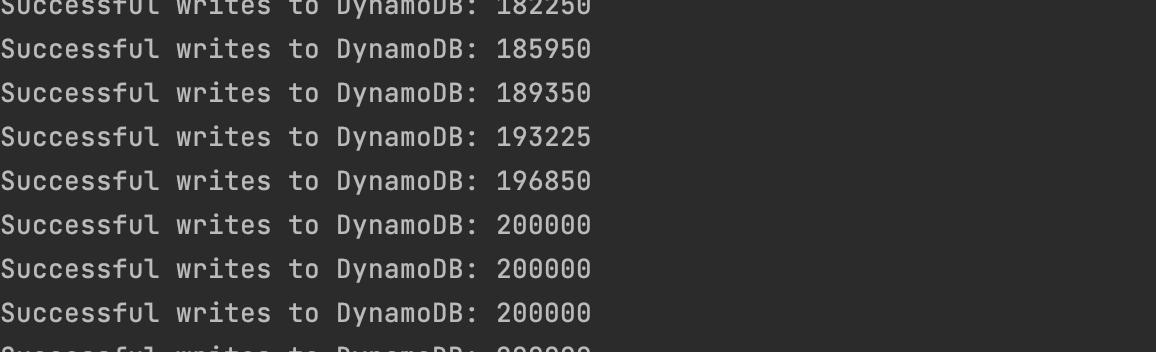 Successful writes to DynamoDB: 182250
Successful writes to DynamoDB: 185950
Successful writes to DynamoDB: 189350
Successful writes to DynamoDB: 193225
Successful writes to DynamoDB: 196850
Successful writes to DynamoDB: 200000
Successful writes to DynamoDB: 200000
Successful writes to DynamoDB: 200000